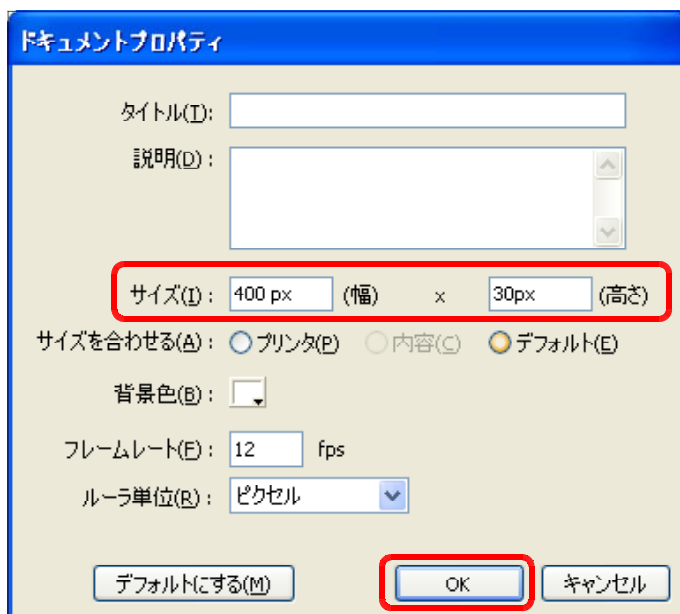 ドキュメントプロパティ
タイトル(T):
説明(D):
サイズ(I): 400 px (幅) x 30px (高さ)
サイズを合わせる(A): プリンタ(P) 内容(C) デフォルト(E)
背景色(B):
フレームレート(F): 12 fps
ルーラ単位(R): ピクセル
デフォルトにする(M) OK キャンセル